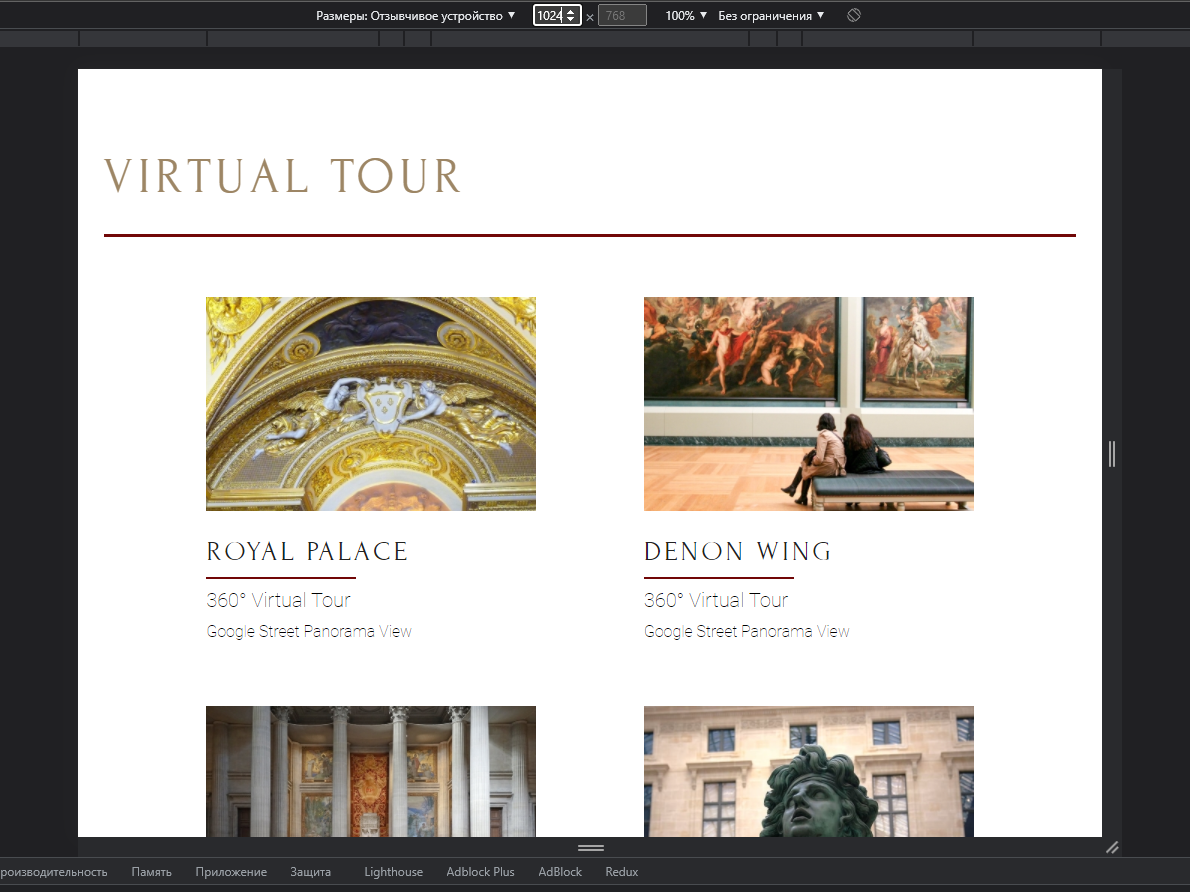 Размеры: Отзывчивое устройство ▼ 1024 × 768 100% ▼ Без ограничения ▼
VIRTUAL TOUR
ROYAL PALACE
360° Virtual Tour
Google Street Panorama View
DENON WING
360° Virtual Tour
Google Street Panorama View
роизводительность Память Приложение Защита Lighthouse Adblock Plus AdBlock Redux